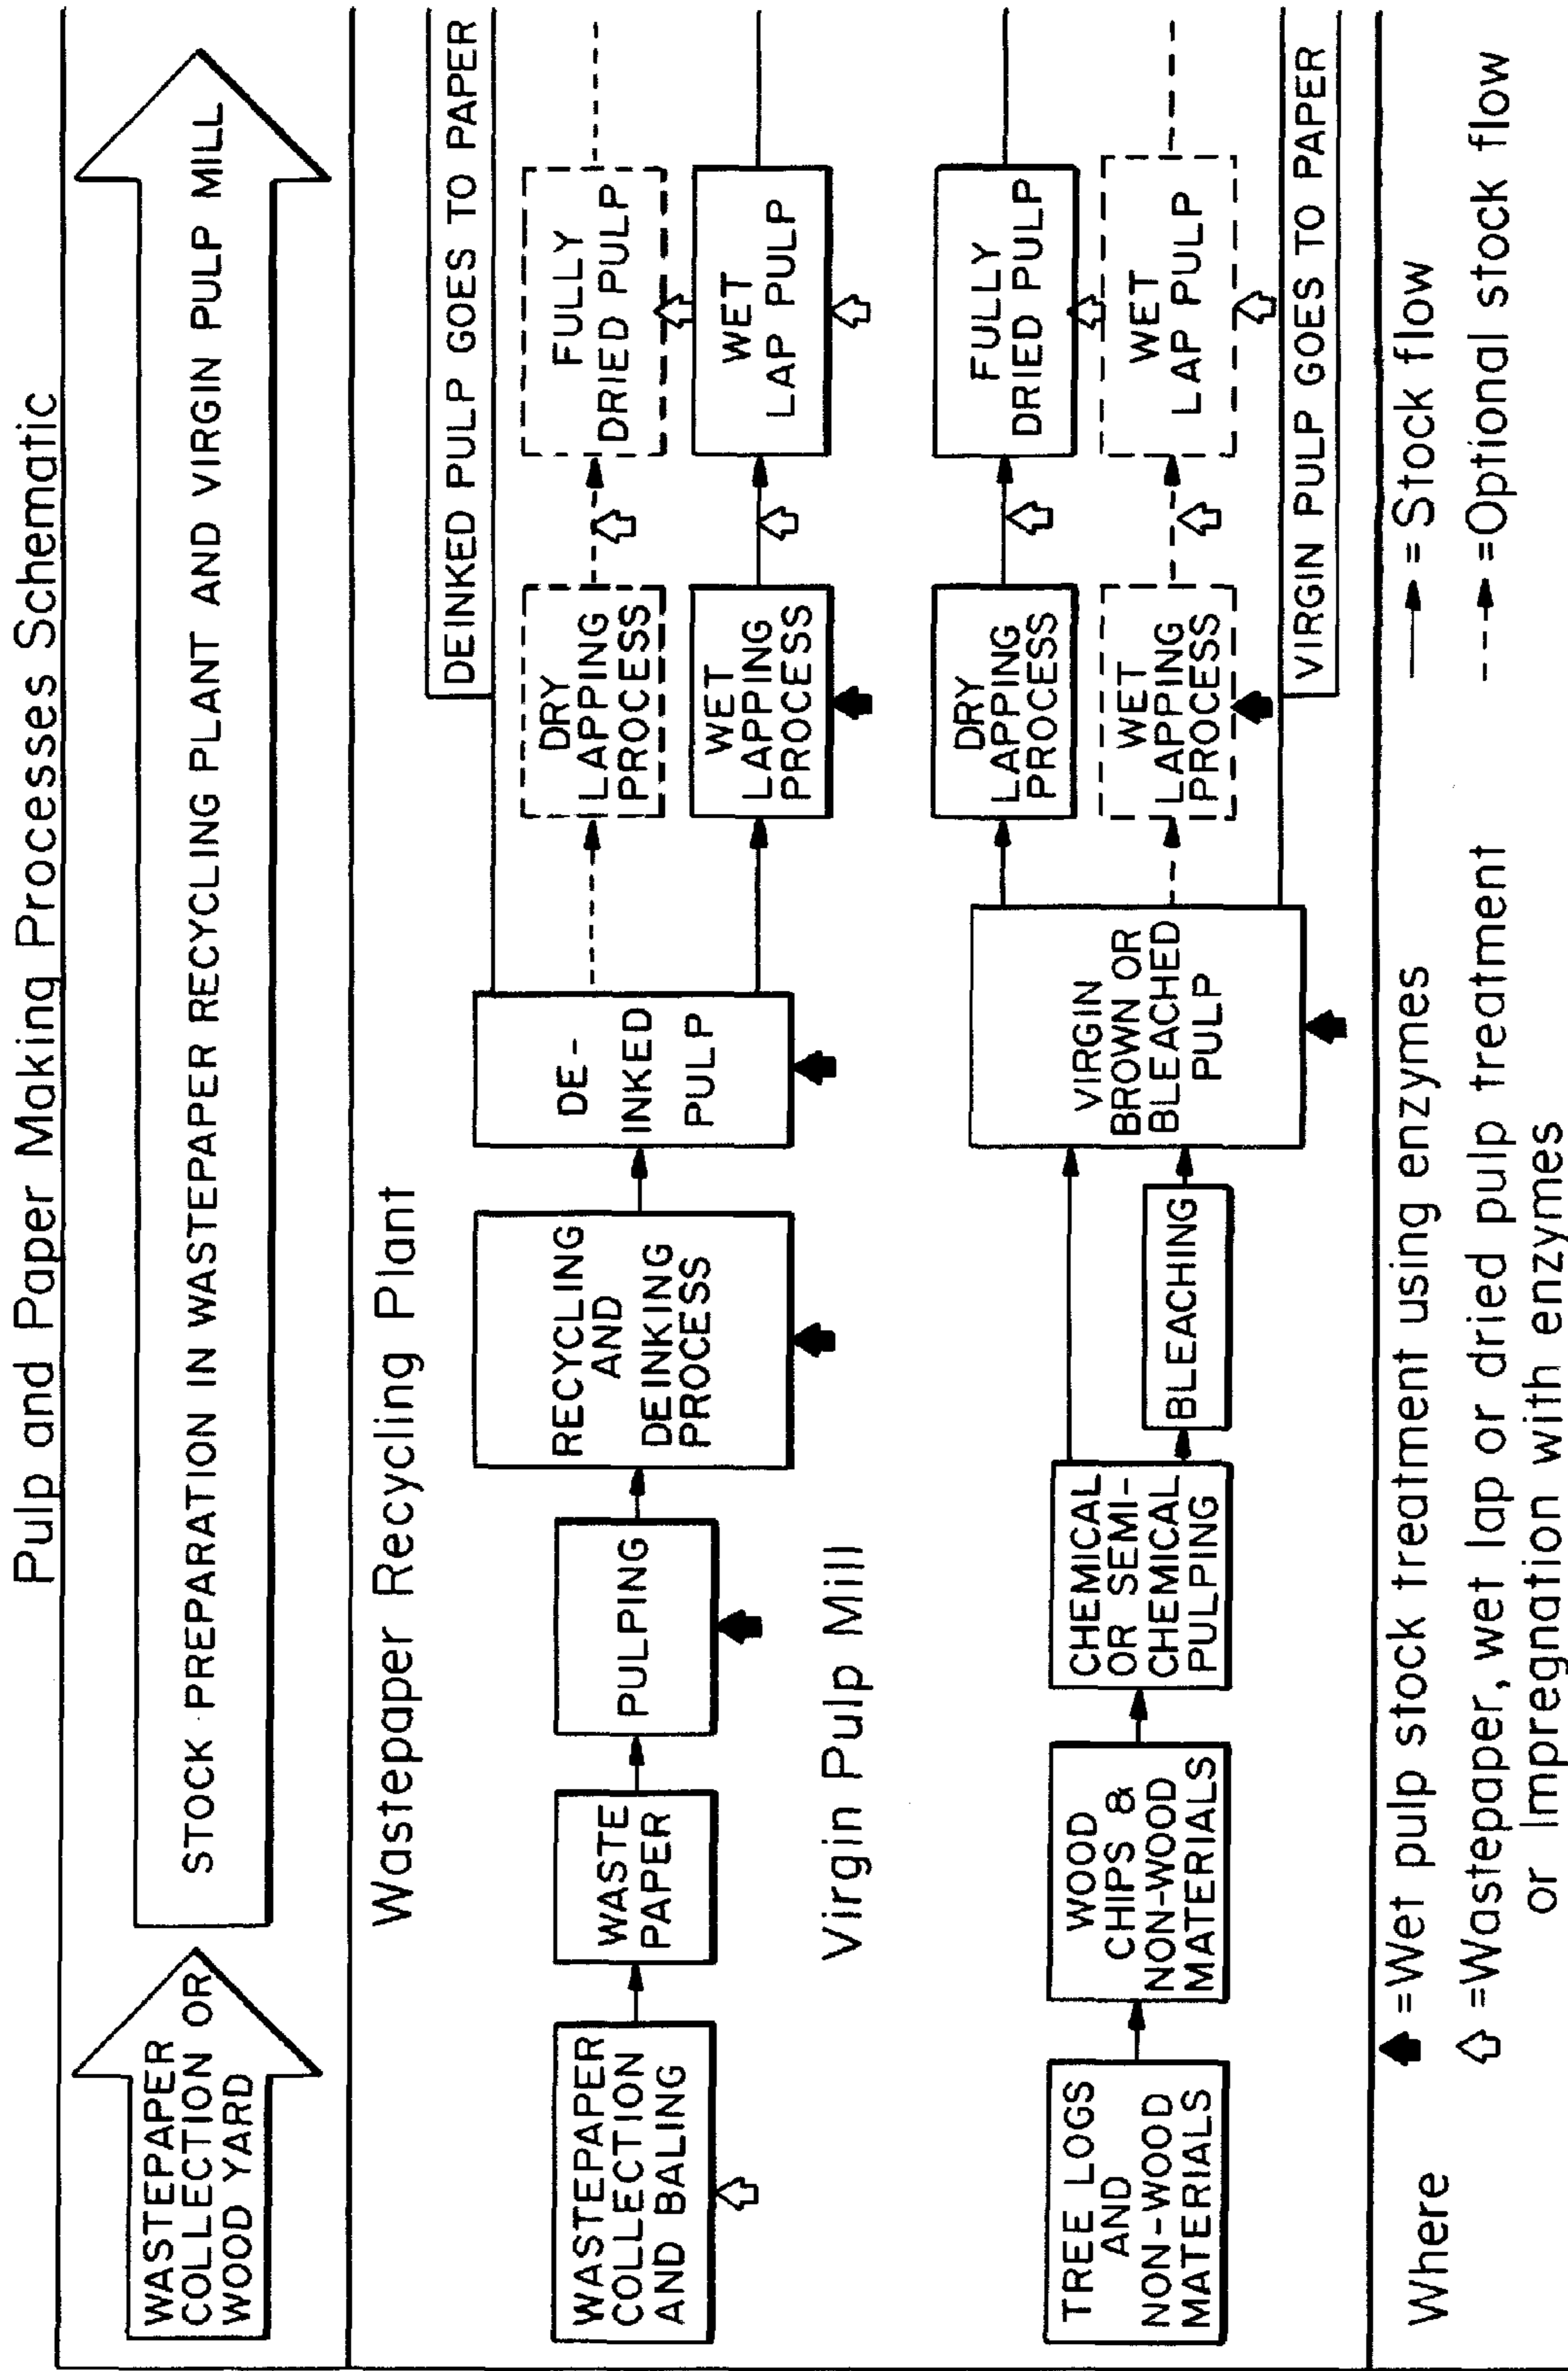 Pulp and Paper Making Processes Schematic
WASTEPAPER
COLLECTION OR
WOOD YARD
STOCK PREPARATION IN WASTEPAPER RECYCLING PLANT AND VIRGIN PULP MILL
Wastepaper Recycling Plant
DEINKED PULP GOES TO PAPER
WASTEPAPER
COLLECTION
AND BALING
WASTE
PAPER
PULPING
RECYCLING
AND
DEINKING
PROCESS
DE-
INKED
PULP
DRY
LAPPING
PROCESS
FULLY
DRIED PULP
WET
LAPPING
PROCESS
WET
LAP PULP
Virgin Pulp Mill
TREE LOGS
AND
NON-WOOD
MATERIALS
WOOD
CHIPS &
NON-WOOD
MATERIALS
CHEMICAL
OR SEMI-
CHEMICAL
PULPING
BLEACHING
VIRGIN
BROWN OR
BLEACHED
PULP
DRY
LAPPING
PROCESS
FULLY
DRIED PULP
WET
LAPPING
PROCESS
WET
LAP PULP
VIRGIN PULP GOES TO PAPER
Where
=Wet pulp stock treatment using enzymes
= Stock flow
=Wastepaper, wet lap or dried pulp treatment
or Impregnation with enzymes
=Optional stock flow